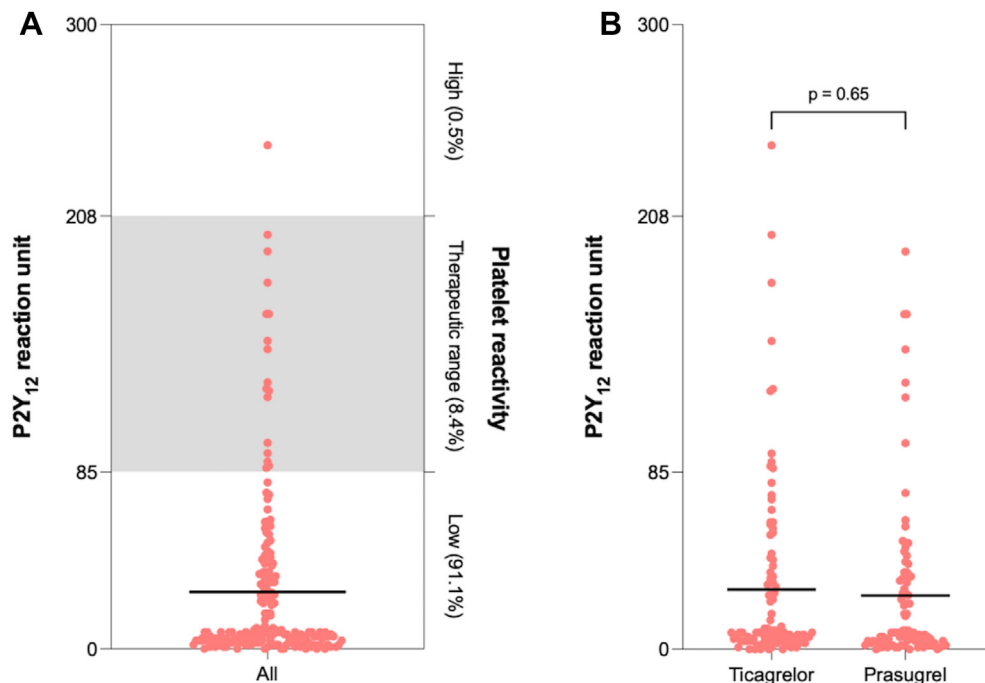 A
300
208
85
0
P2Y12 reaction unit
High (0.5%)
Therapeutic range (8.4%)
Low (91.1%)
Platelet reactivity
All
B
300
208
85
0
P2Y12 reaction unit
p = 0.65
Ticagrelor
Prasugrel